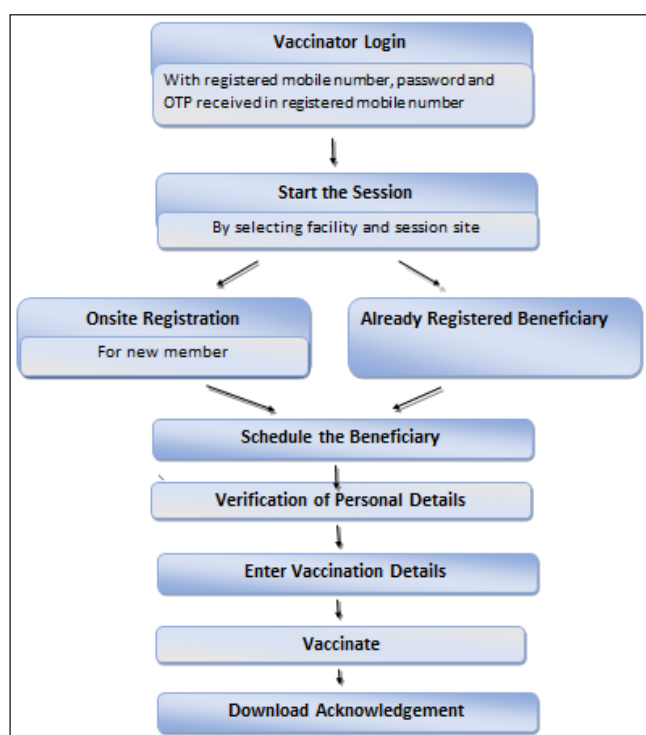 Vaccinator Login
With registered mobile number, password and
OTP received in registered mobile number
Start the Session
By selecting facility and session site
Onsite Registration
For new member
Already Registered Beneficiary
Schedule the Beneficiary
Verification of Personal Details
Enter Vaccination Details
Vaccinate
Download Acknowledgement